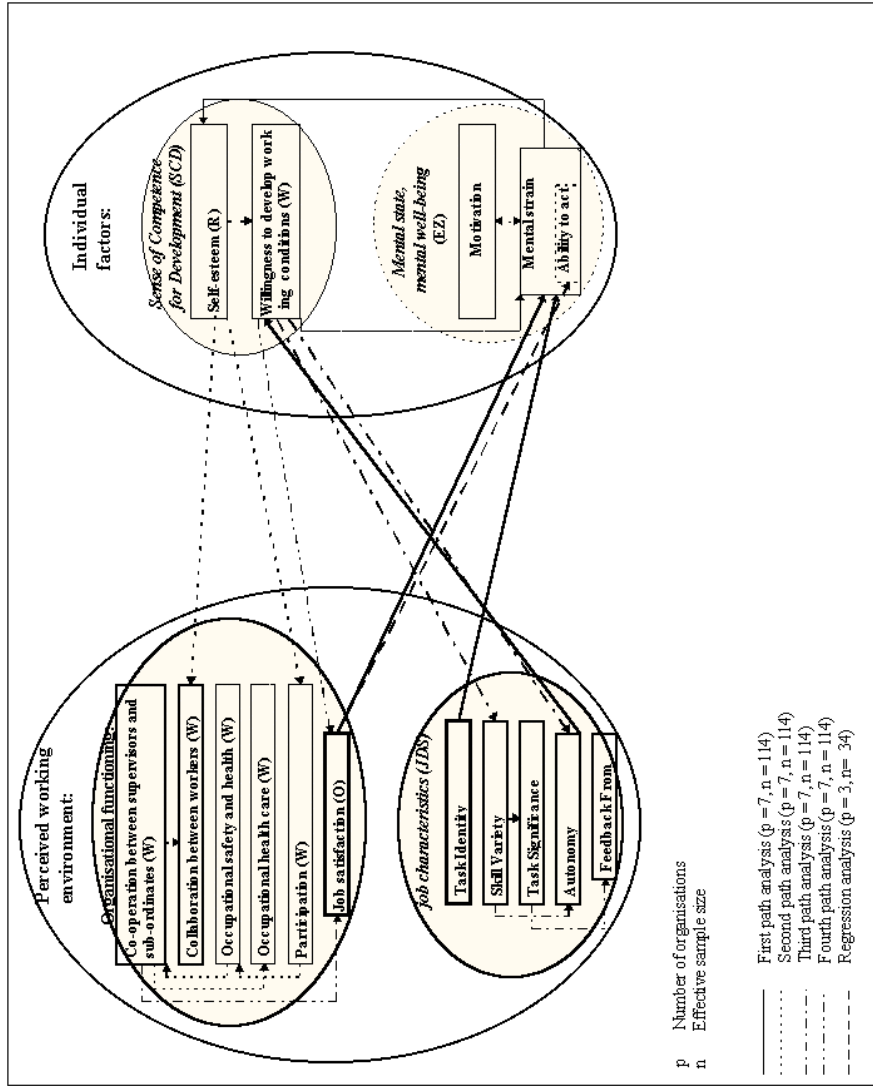 Perceived working
environment:
Organisational functioning:
Co-operation between supervisors and
sub-ordinates (W)
Collaboration between workers (W)
Occupational safety and health (W)
Occupational health care (W)
Participation (W)
Job satisfaction (O)
Job characteristics (JDS)
Task Identity
Skill Variety
Task Significance
Autonomy
Feedback From
Individual
factors:
Sense of Competence
for Development (SCD)
Self-esteem (R)
Willingness to develop work
ing conditions (W)
Mental state,
mental well-being
(EZ)
Motivation
Mental strain
Ability to act.
p Number of organisations
n Effective sample size
First path analysis (p = 7, n = 114)
Second path analysis (p = 7, n = 114)
Third path analysis (p = 7, n = 114)
Fourth path analysis (p = 7, n = 114)
Regression analysis (p = 3, n= 34)